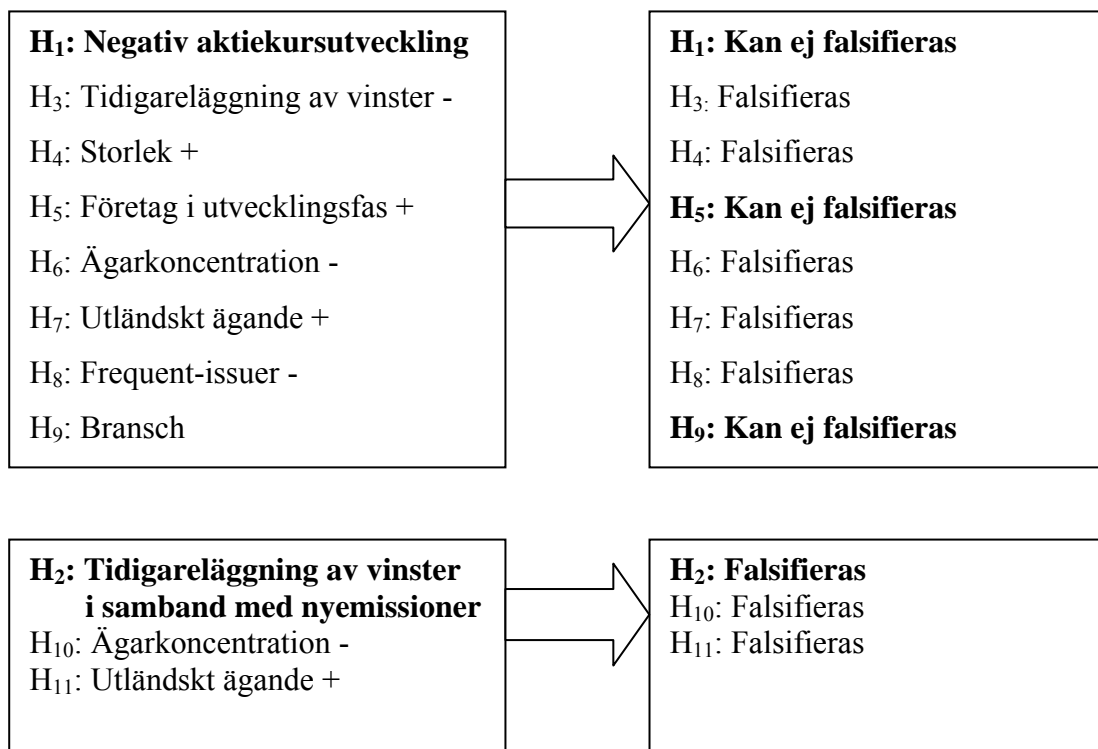 H₁: Negativ aktiekursutveckling
H₃: Tidigareläggning av vinster -
H₄: Storlek +
H₅: Företag i utvecklingsfas +
H₆: Ägarkoncentration -
H₇: Utländskt ägande +
H₈: Frequent-issuer -
H₉: Bransch
H₁: Kan ej falsifieras
H₃: Falsifieras
H₄: Falsifieras
H₅: Kan ej falsifieras
H₆: Falsifieras
H₇: Falsifieras
H₈: Falsifieras
H₉: Kan ej falsifieras
H₂: Tidigareläggning av vinster
i samband med nyemissioner
H₁₀: Ägarkoncentration -
H₁₁: Utländskt ägande +
H₂: Falsifieras
H₁₀: Falsifieras
H₁₁: Falsifieras